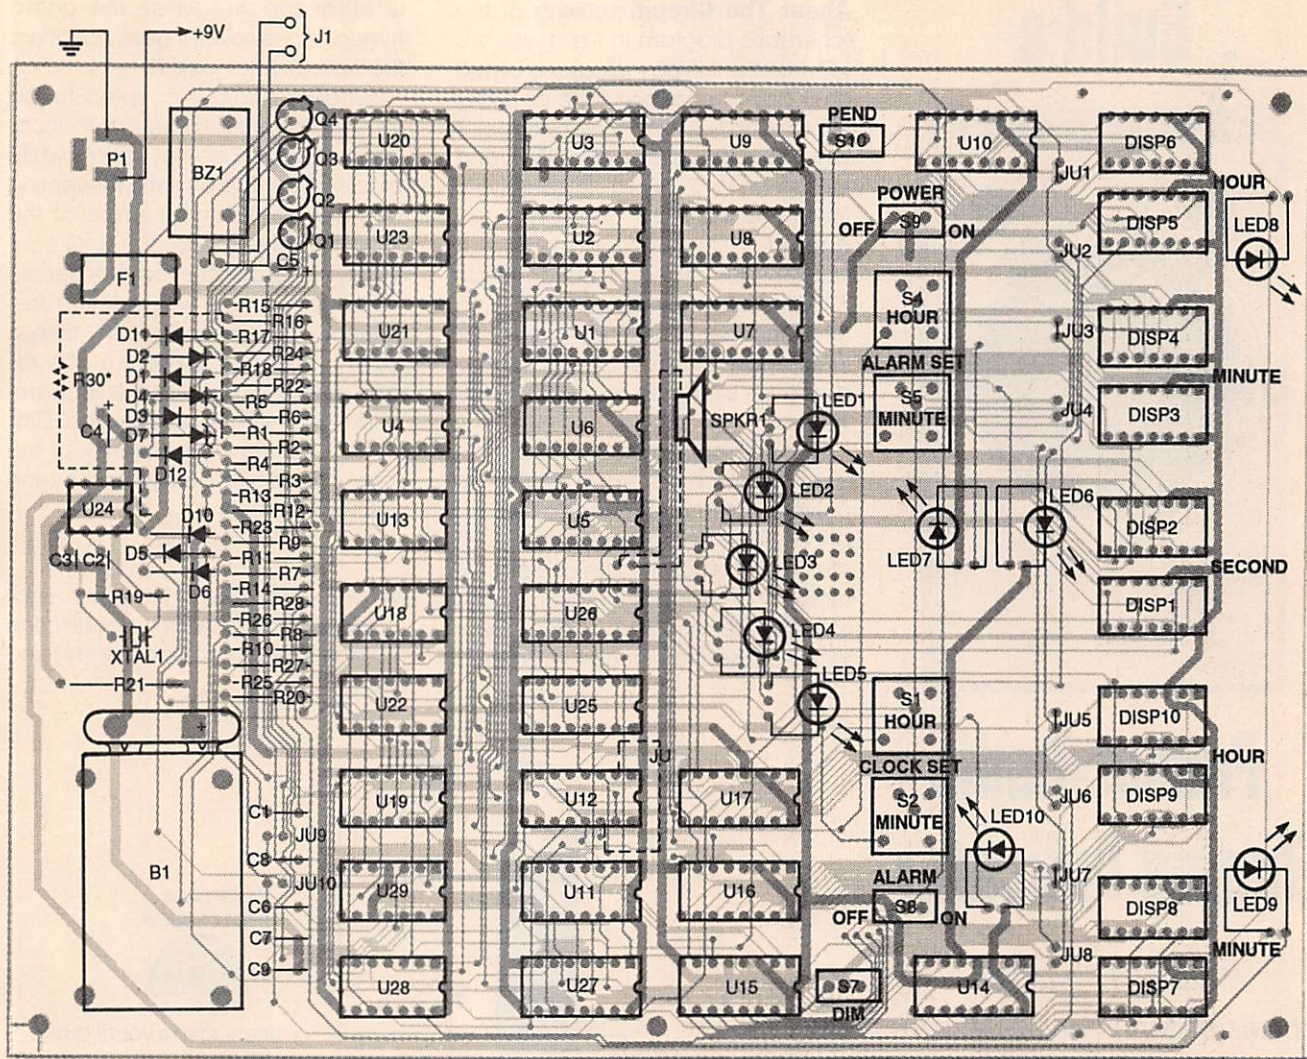 +9V
J1
PEND
Q4
U20
U3
U9
S10
U10
DISP6
P1
BZ1
Q3
JU1
HOUR
Q2
POWER
U23
U2
U8
OFF S9 ON
DISP5
LED8
Q1
JU2
C5
+
F1
S4
HOUR
R15
R16
D11
R17
U21
U1
U7
JU3
DISP4
D2
R24
ALARM SET
R30*
D1
R18
R22
MINUTE
D4
R5
S5
MINUTE
LED1
D3
R6
SPKR1
JU4
DISP3
+
C4
D7
R1
U4
U6
R2
D12
R4
R3
LED2
LED6
R13
U24
R12
U13
U5
DISP2
D10
R23
R9
LED7
C3
C2
D5
R11
LED3
SECOND
R7
D6
R14
R19
R28
DISP1
R26
U18
U26
R8
LED4
XTAL1
R10
R27
R21
R25
LED5
R20
U22
U25
S1
HOUR
JU5
DISP10
+
JU
CLOCK SET
HOUR
U19
U12
U17
S2
MINUTE
JU6
DISP9
C1
JU9
LED10
C8
B1
JU10
U29
U11
U16
ALARM
JU7
C6
OFF S8 ON
DISP8
LED9
C7
JU8
MINUTE
C9
U28
U27
U15
S7
DIM
U14
DISP7